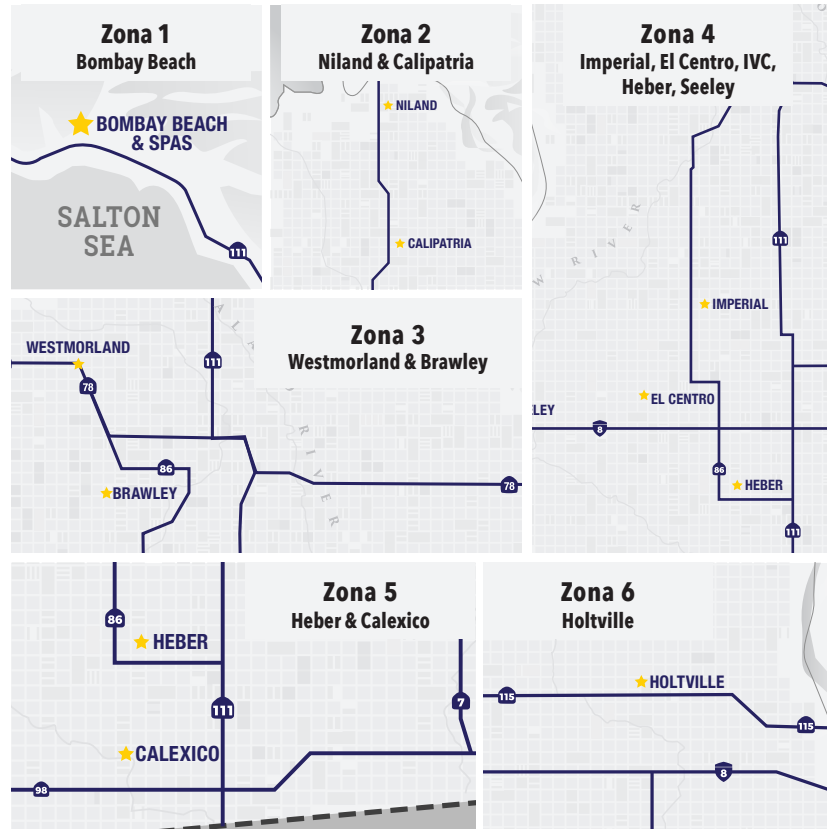 Zona 1
Bombay Beach
BOMBAY BEACH
& SPAS
SALTON
SEA
111
Zona 2
Niland & Calipatria
NILAND
CALIPATRIA
Zona 4
Imperial, El Centro, IVC,
Heber, Seeley
W RIVER
111
IMPERIAL
EL CENTRO
LEY
8
86
HEBER
111
Zona 3
Westmorland & Brawley
WESTMORLAND
111
78
86
BRAWLEY
78
RIVER
Zona 5
Heber & Calexico
86
HEBER
111
7
CALEXICO
98
Zona 6
Holtville
HOLTVILLE
115
115
8